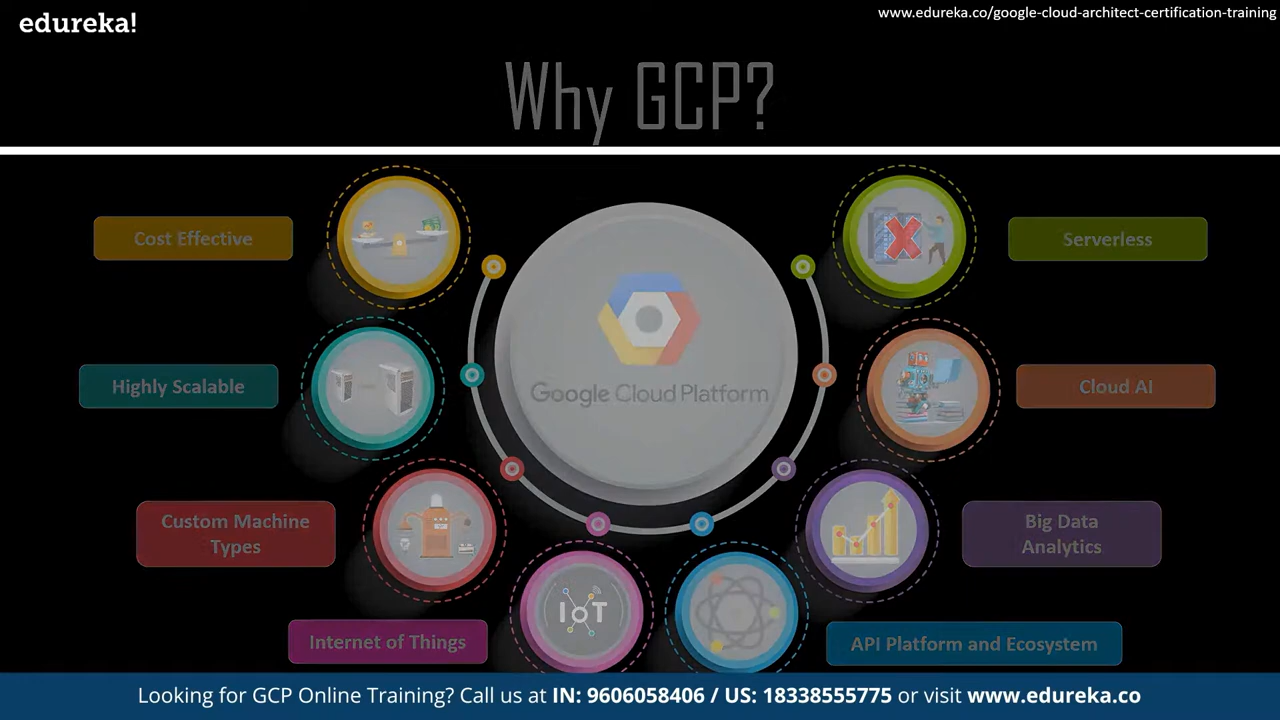 edureka!
www.edureka.co/google-cloud-architect-certification-training
Why GCP?
Cost Effective
Serverless
Highly Scalable
Google Cloud Platform
Cloud AI
Custom Machine
Types
Big Data
Analytics
IoT
Internet of Things
API Platform and Ecosystem
Looking for GCP Online Training? Call us at IN: 9606058406 / US: 18338555775 or visit www.edureka.co